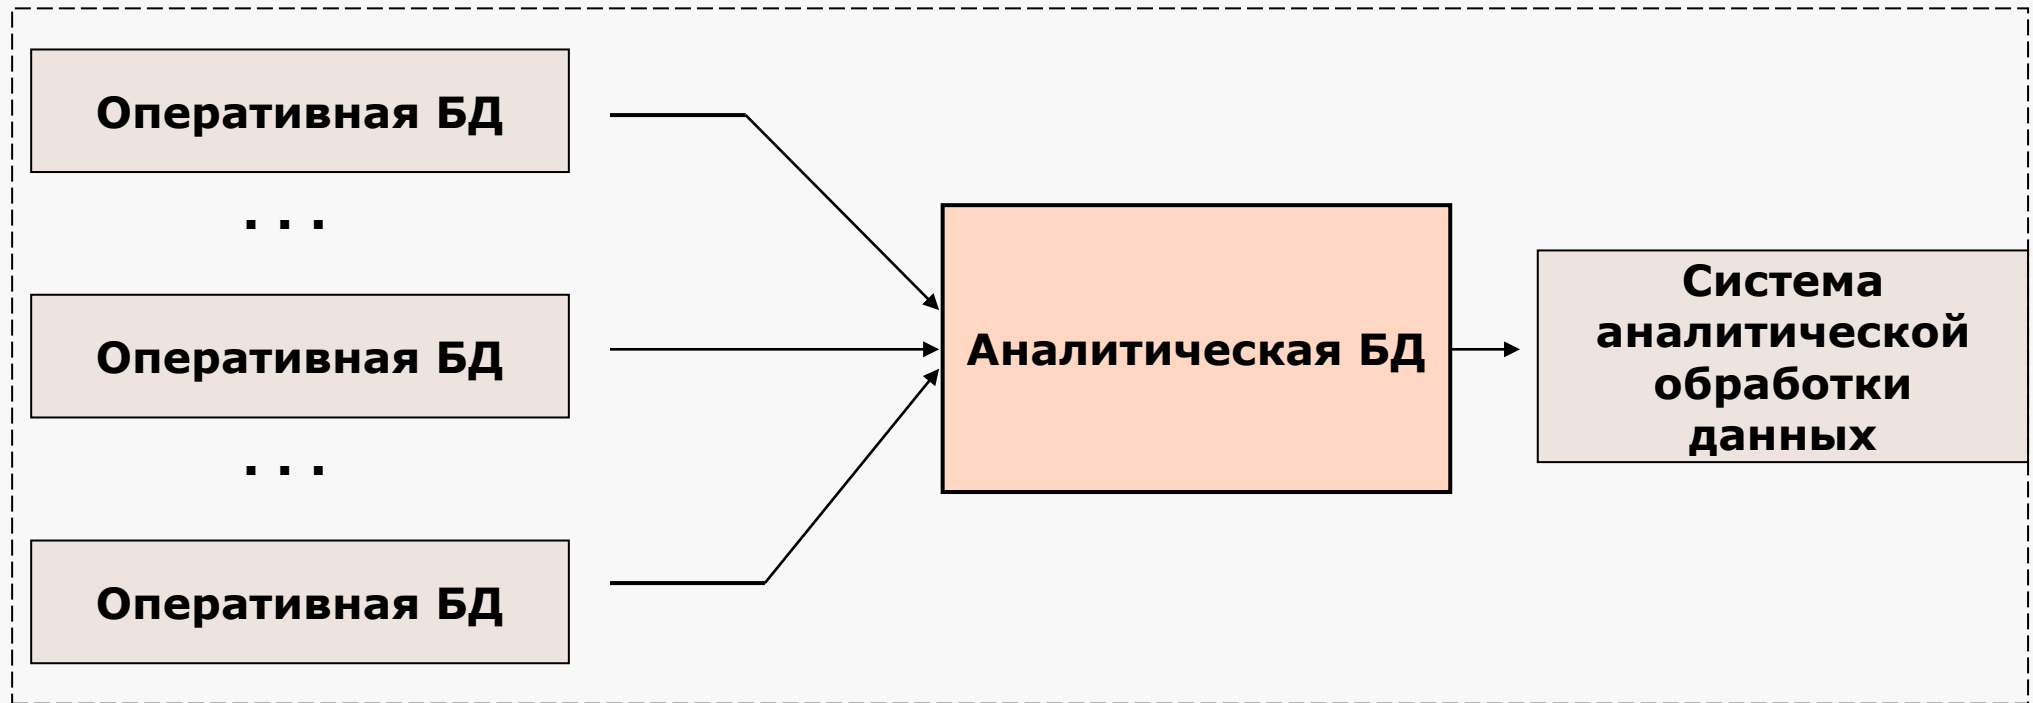 Оперативная БД
. . .
Оперативная БД
. . .
Оперативная БД
Аналитическая БД
Система
аналитической
обработки
данных